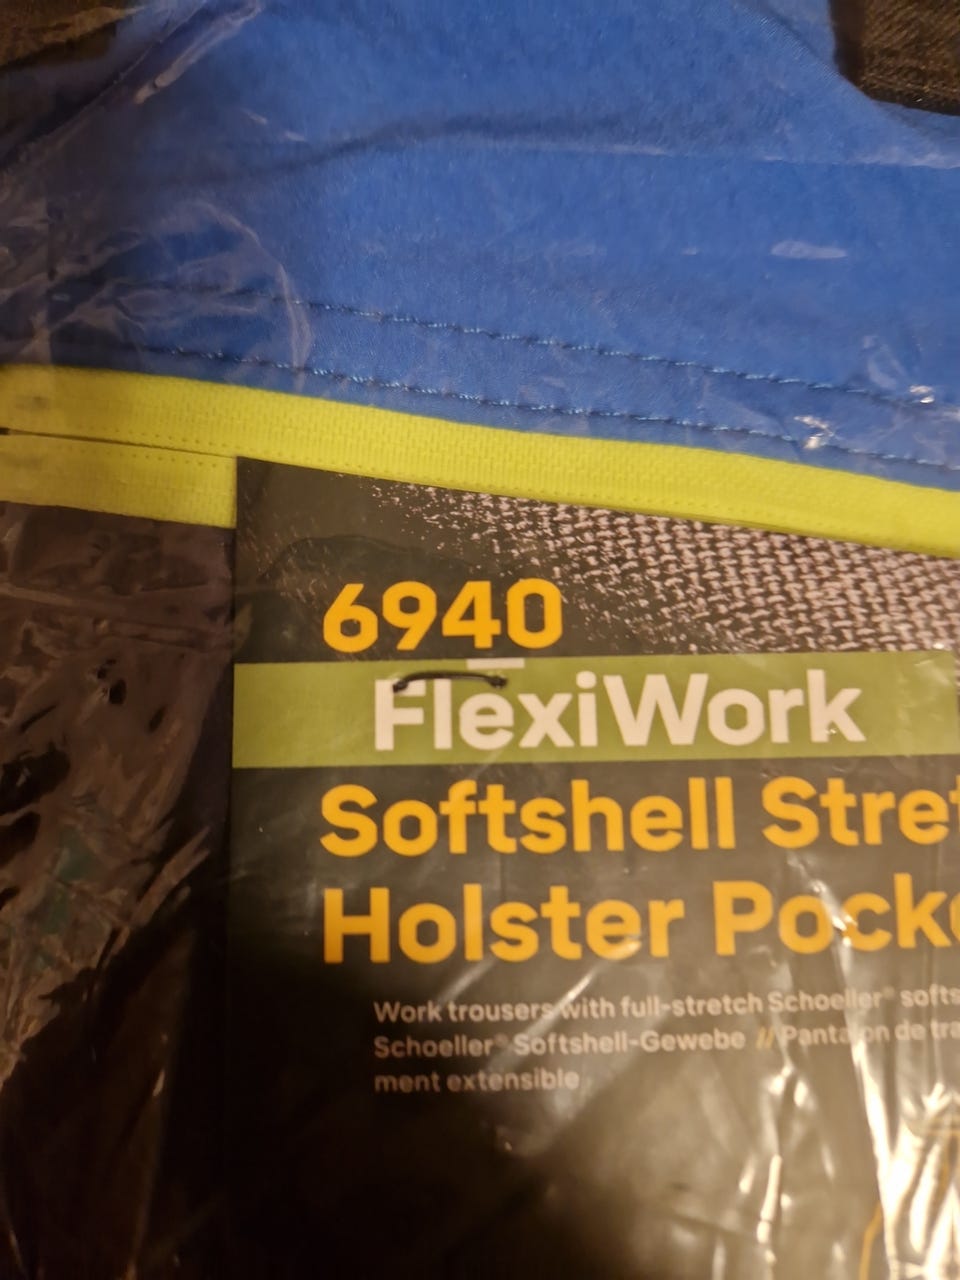 6940
FlexiWork
Softshell Stret
Holster Pocke
Work trousers with full-stretch Schoeller® softs
Schoeller® Softshell-Gewebe // Pantalon de tra
ment extensible